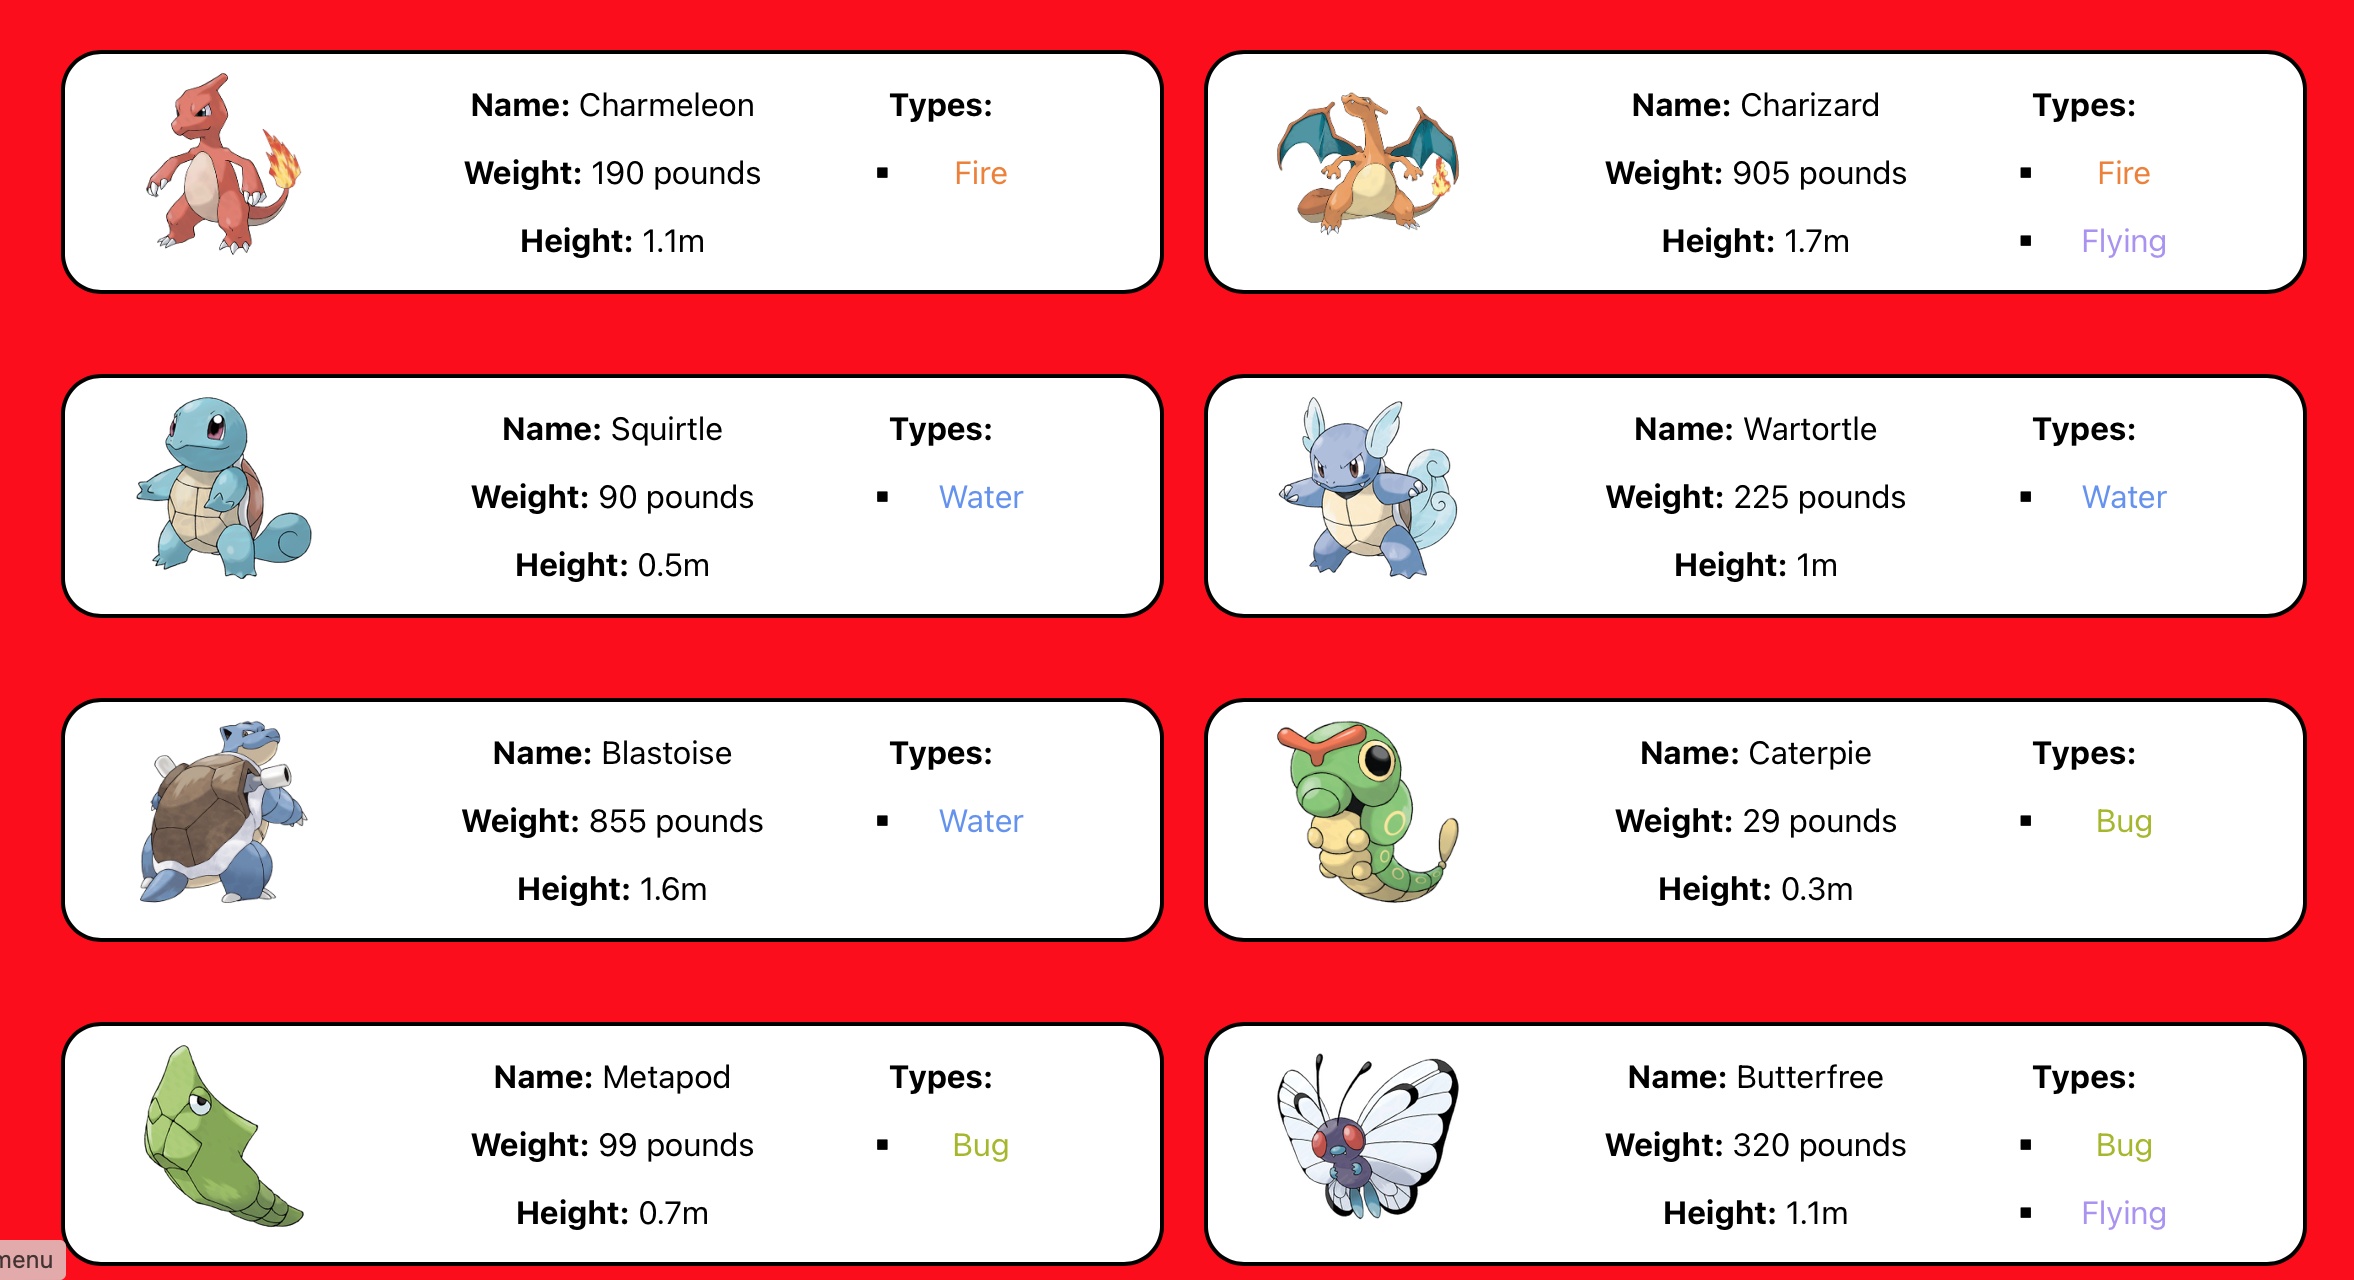 Name: Charmeleon
Weight: 190 pounds
Height: 1.1m
Types:
▪ Fire
Name: Charizard
Weight: 905 pounds
Height: 1.7m
Types:
▪ Fire
▪ Flying
Name: Squirtle
Weight: 90 pounds
Height: 0.5m
Types:
▪ Water
Name: Wartortle
Weight: 225 pounds
Height: 1m
Types:
▪ Water
Name: Blastoise
Weight: 855 pounds
Height: 1.6m
Types:
▪ Water
Name: Caterpie
Weight: 29 pounds
Height: 0.3m
Types:
▪ Bug
Name: Metapod
Weight: 99 pounds
Height: 0.7m
Types:
▪ Bug
Name: Butterfree
Weight: 320 pounds
Height: 1.1m
Types:
▪ Bug
▪ Flying
menu